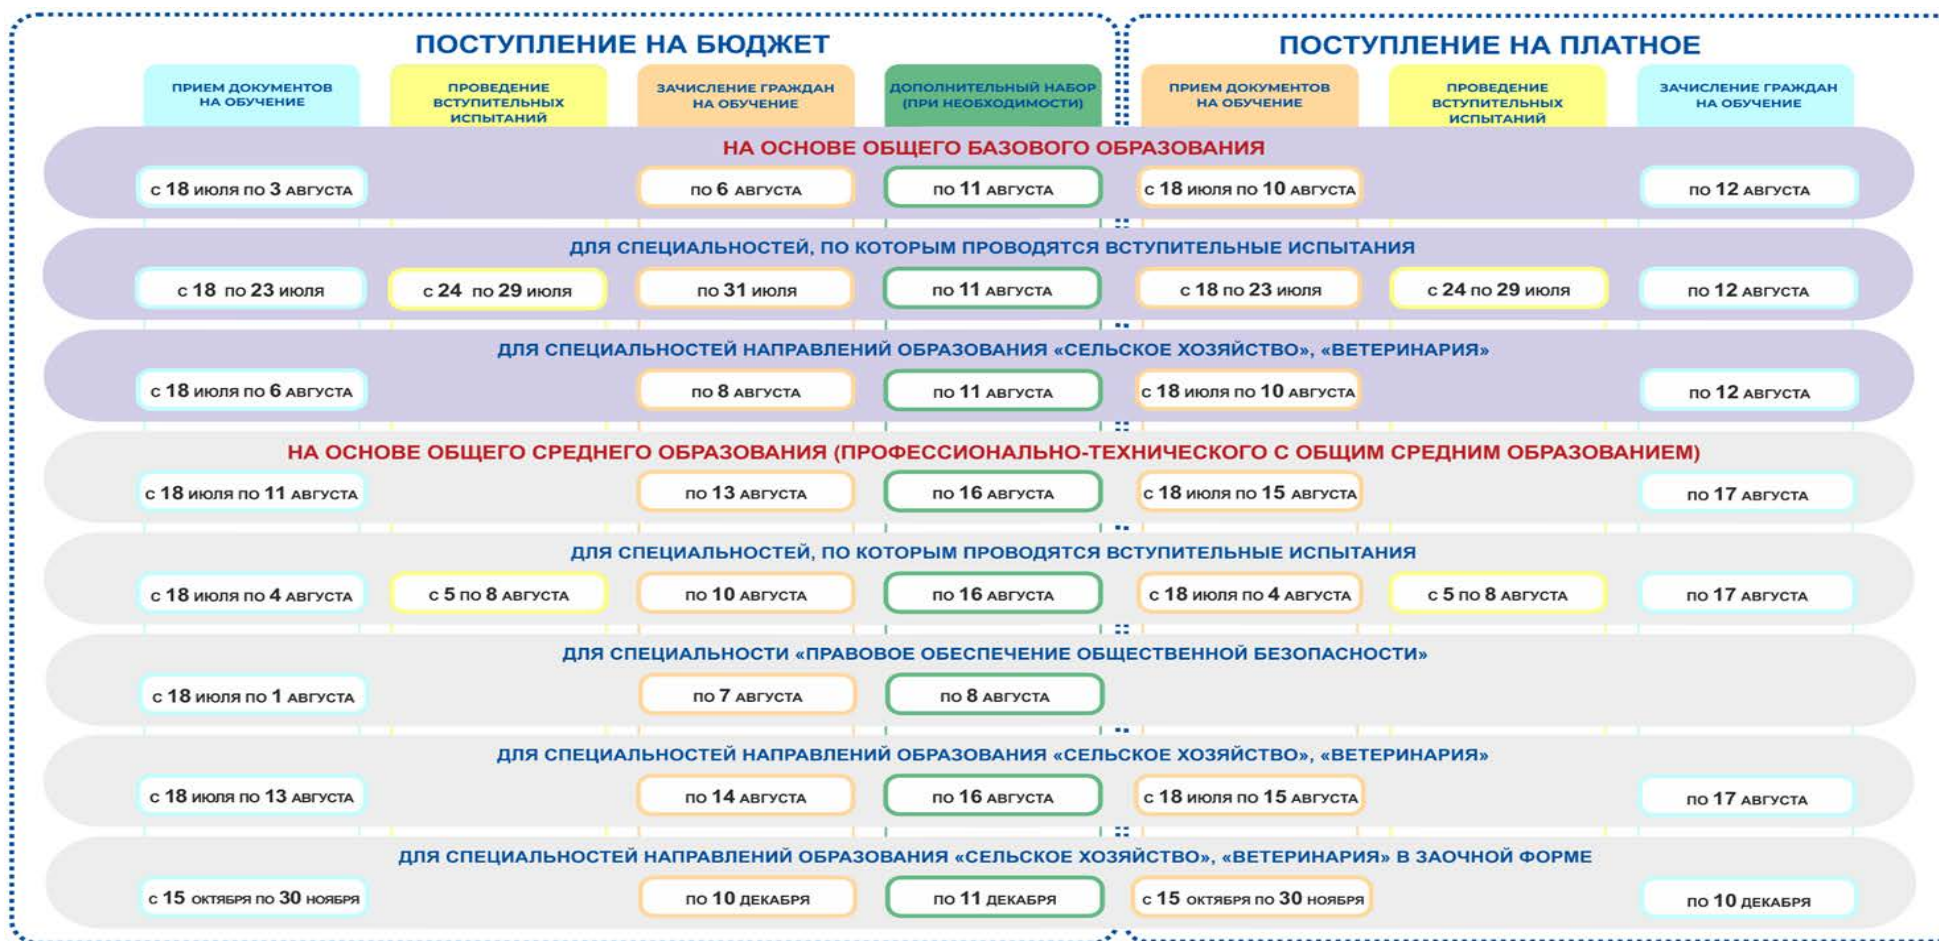 ПОСТУПЛЕНИЕ НА БЮДЖЕТ
ПОСТУПЛЕНИЕ НА ПЛАТНОЕ
ПРИЕМ ДОКУМЕНТОВ
НА ОБУЧЕНИЕ
ПРОВЕДЕНИЕ
ВСТУПИТЕЛЬНЫХ
ИСПЫТАНИЙ
ЗАЧИСЛЕНИЕ ГРАЖДАН
НА ОБУЧЕНИЕ
ДОПОЛНИТЕЛЬНЫЙ НАБОР
(ПРИ НЕОБХОДИМОСТИ)
ПРИЕМ ДОКУМЕНТОВ
НА ОБУЧЕНИЕ
ПРОВЕДЕНИЕ
ВСТУПИТЕЛЬНЫХ
ИСПЫТАНИЙ
ЗАЧИСЛЕНИЕ ГРАЖДАН
НА ОБУЧЕНИЕ
НА ОСНОВЕ ОБЩЕГО БАЗОВОГО ОБРАЗОВАНИЯ
С 18 ИЮЛЯ ПО 3 АВГУСТА
ПО 6 АВГУСТА
ПО 11 АВГУСТА
С 18 ИЮЛЯ ПО 10 АВГУСТА
ПО 12 АВГУСТА
ДЛЯ СПЕЦИАЛЬНОСТЕЙ, ПО КОТОРЫМ ПРОВОДЯТСЯ ВСТУПИТЕЛЬНЫЕ ИСПЫТАНИЯ
С 18 ПО 23 ИЮЛЯ
С 24 ПО 29 ИЮЛЯ
ПО 31 ИЮЛЯ
ПО 11 АВГУСТА
С 18 ПО 23 ИЮЛЯ
С 24 ПО 29 ИЮЛЯ
ПО 12 АВГУСТА
ДЛЯ СПЕЦИАЛЬНОСТЕЙ НАПРАВЛЕНИЙ ОБРАЗОВАНИЯ «СЕЛЬСКОЕ ХОЗЯЙСТВО», «ВЕТЕРИНАРИЯ»
С 18 ИЮЛЯ ПО 6 АВГУСТА
ПО 8 АВГУСТА
ПО 11 АВГУСТА
С 18 ИЮЛЯ ПО 10 АВГУСТА
ПО 12 АВГУСТА
НА ОСНОВЕ ОБЩЕГО СРЕДНЕГО ОБРАЗОВАНИЯ (ПРОФЕССИОНАЛЬНО-ТЕХНИЧЕСКОГО С ОБЩИМ СРЕДНИМ ОБРАЗОВАНИЕМ)
С 18 ИЮЛЯ ПО 11 АВГУСТА
ПО 13 АВГУСТА
ПО 16 АВГУСТА
С 18 ИЮЛЯ ПО 15 АВГУСТА
ПО 17 АВГУСТА
ДЛЯ СПЕЦИАЛЬНОСТЕЙ, ПО КОТОРЫМ ПРОВОДЯТСЯ ВСТУПИТЕЛЬНЫЕ ИСПЫТАНИЯ
С 18 ИЮЛЯ ПО 4 АВГУСТА
С 5 ПО 8 АВГУСТА
ПО 10 АВГУСТА
ПО 16 АВГУСТА
С 18 ИЮЛЯ ПО 4 АВГУСТА
С 5 ПО 8 АВГУСТА
ПО 17 АВГУСТА
ДЛЯ СПЕЦИАЛЬНОСТИ «ПРАВОВОЕ ОБЕСПЕЧЕНИЕ ОБЩЕСТВЕННОЙ БЕЗОПАСНОСТИ»
С 18 ИЮЛЯ ПО 1 АВГУСТА
ПО 7 АВГУСТА
ПО 8 АВГУСТА
ДЛЯ СПЕЦИАЛЬНОСТЕЙ НАПРАВЛЕНИЙ ОБРАЗОВАНИЯ «СЕЛЬСКОЕ ХОЗЯЙСТВО», «ВЕТЕРИНАРИЯ»
С 18 ИЮЛЯ ПО 13 АВГУСТА
ПО 14 АВГУСТА
ПО 16 АВГУСТА
С 18 ИЮЛЯ ПО 15 АВГУСТА
ПО 17 АВГУСТА
ДЛЯ СПЕЦИАЛЬНОСТЕЙ НАПРАВЛЕНИЙ ОБРАЗОВАНИЯ «СЕЛЬСКОЕ ХОЗЯЙСТВО», «ВЕТЕРИНАРИЯ» В ЗАОЧНОЙ ФОРМЕ
С 15 ОКТЯБРЯ ПО 30 НОЯБРЯ
ПО 10 ДЕКАБРЯ
ПО 11 ДЕКАБРЯ
С 15 ОКТЯБРЯ ПО 30 НОЯБРЯ
ПО 10 ДЕКАБРЯ